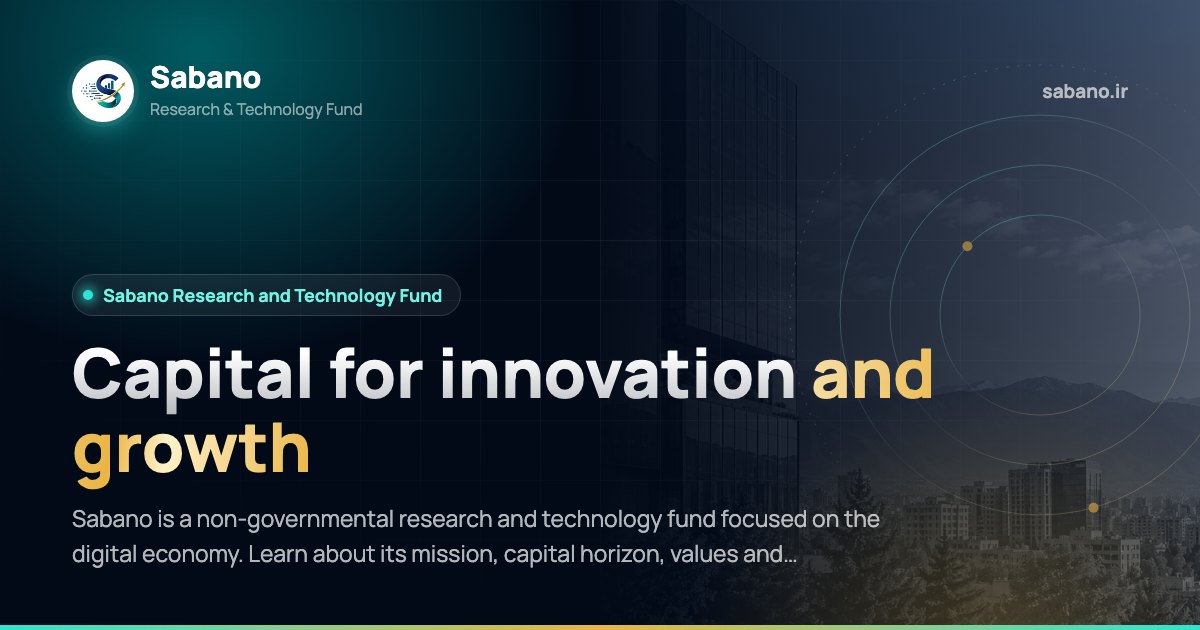 Sabano
Research & Technology Fund
sabano.ir
Sabano Research and Technology Fund
Capital for innovation and
growth
Sabano is a non-governmental research and technology fund focused on the
digital economy. Learn about its mission, capital horizon, values and...